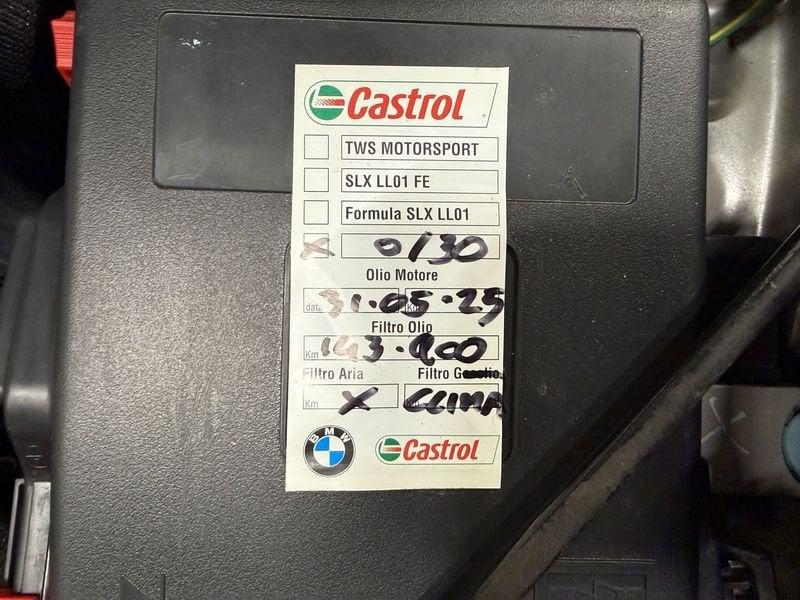 Castrol
TWS MOTORSPORT
SLX LL01 FE
Formula SLX LL01
X 0/30
Olio Motore
data 31.05.25
Filtro Olio
Km 143.900
Filtro Aria Filtro Gasolio
Km X CLIMA
BMW Castrol